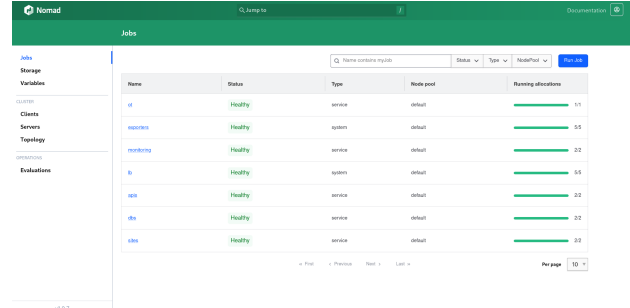 Nomad
Jump to /
Documentation
Jobs
Jobs
Storage
Variables
CLUSTER
Clients
Servers
Topology
OPERATIONS
Evaluations
Name contains myJob Status Type NodePool Run Job
Name Status Type Node pool Running allocations
Healthy service default 1/1
exporters Healthy system default 5/5
monitoring Healthy service default 2/2
lb Healthy system default 5/5
apis Healthy service default 2/2
dbs Healthy service default 2/2
sites Healthy service default 2/2
« First ‹ Previous Next › Last » Per page 10